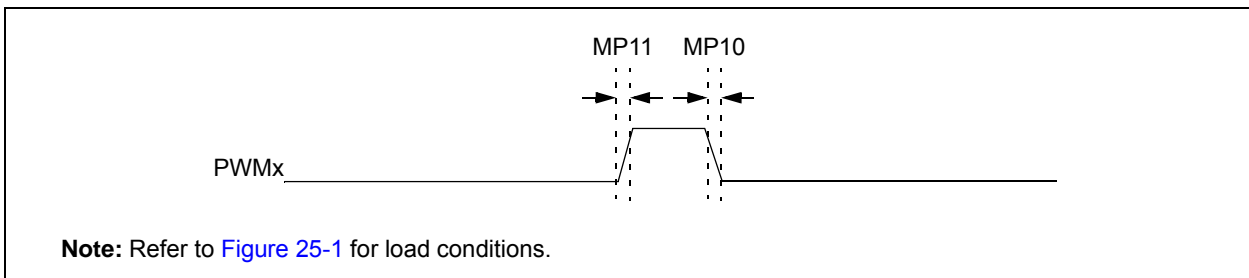 MP11 MP10
PWMx
Note: Refer to Figure 25-1 for load conditions.